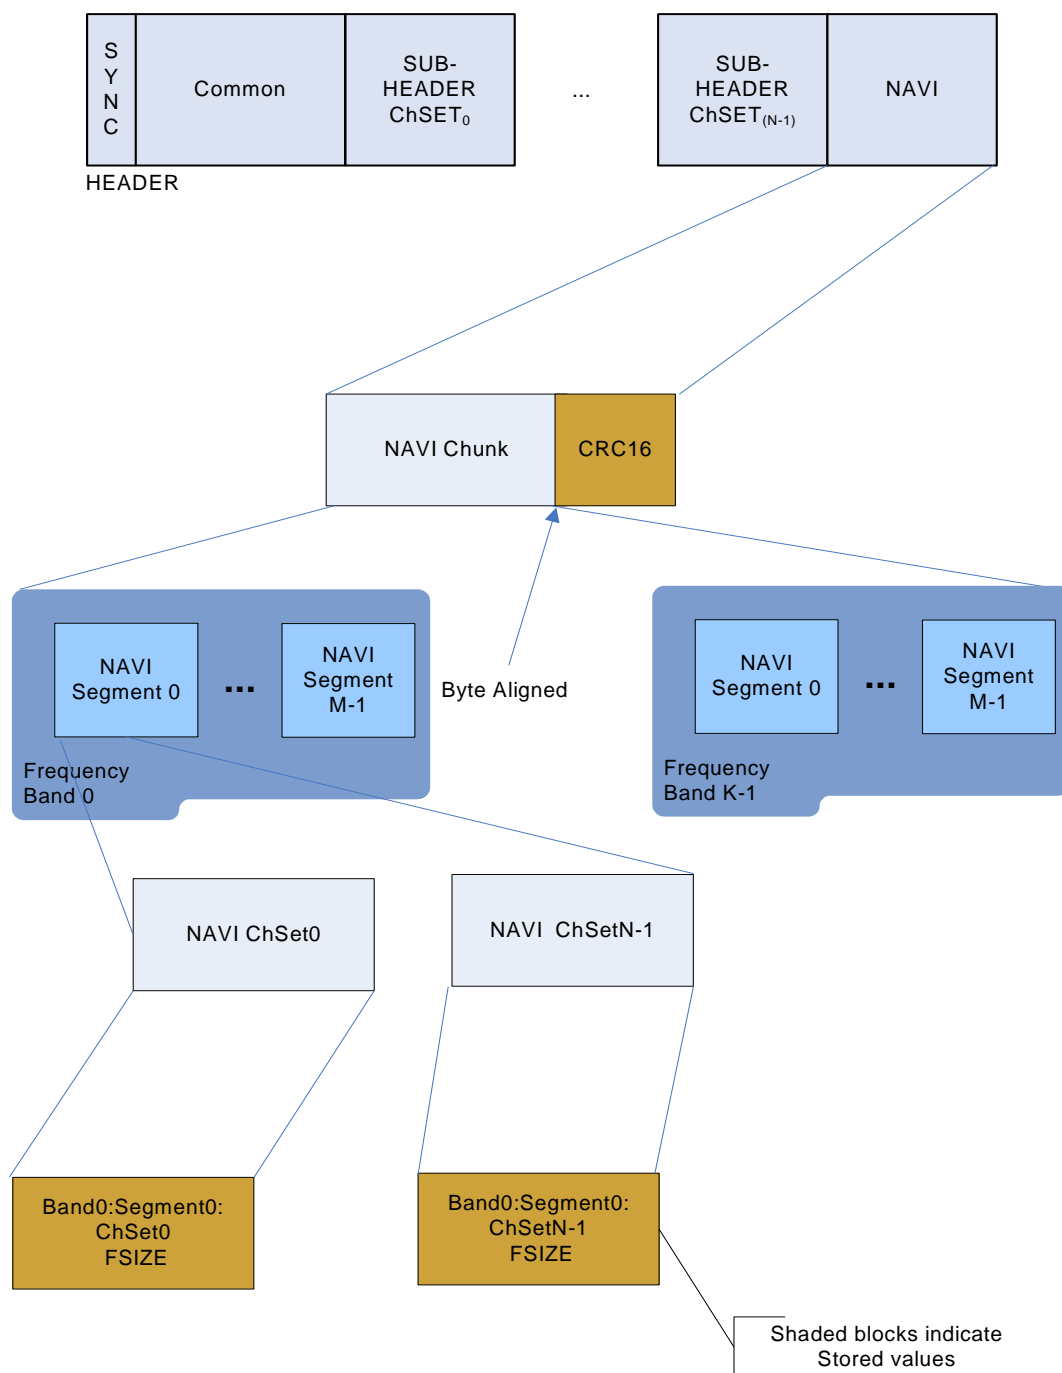 S
Y
N
C
Common
SUB-
HEADER
ChSET0
...
SUB-
HEADER
ChSET(N-1)
NAVI
HEADER
NAVI Chunk
CRC16
NAVI
Segment 0
...
NAVI
Segment
M-1
Frequency
Band 0
Byte Aligned
NAVI
Segment 0
...
NAVI
Segment
M-1
Frequency
Band K-1
NAVI ChSet0
NAVI ChSetN-1
Band0:Segment0:
ChSet0
FSIZE
Band0:Segment0:
ChSetN-1
FSIZE
Shaded blocks indicate
Stored values